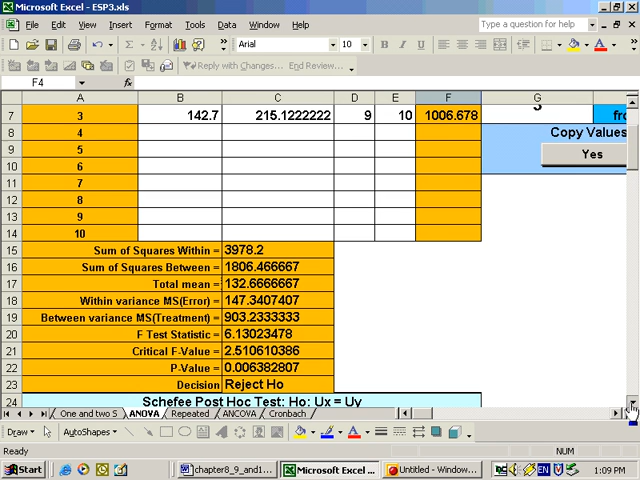 Microsoft Excel - ESP3.xls
File Edit View Insert Format Tools Data Window Help Type a question for help
Arial 10 B I U
Reply with Changes... End Review...
F4 fx
A B C D E F G
7 3 142.7 215.1222222 9 10 1006.678 fro
8 4 Copy Values
9 5 Yes
10 6
11 7
12 8
13 9
14 10
15 Sum of Squares Within = 3978.2
16 Sum of Squares Between = 1806.466667
17 Total mean = 132.6666667
18 Within variance MS(Error) = 147.3407407
19 Between variance MS(Treatment) = 903.2333333
20 F Test Statistic = 6.13023478
21 Critical F-Value = 2.510610386
22 P-Value = 0.006382807
23 Decision Reject Ho
24 Schefee Post Hoc Test: Ho: Ux = Uy
One and two S ANOVA Repeated ANCOVA Cronbach
Draw AutoShapes
Ready NUM
Start chapter8_9_and1... Microsoft Excel - ... Untitled - Window... EN 1:09 PM